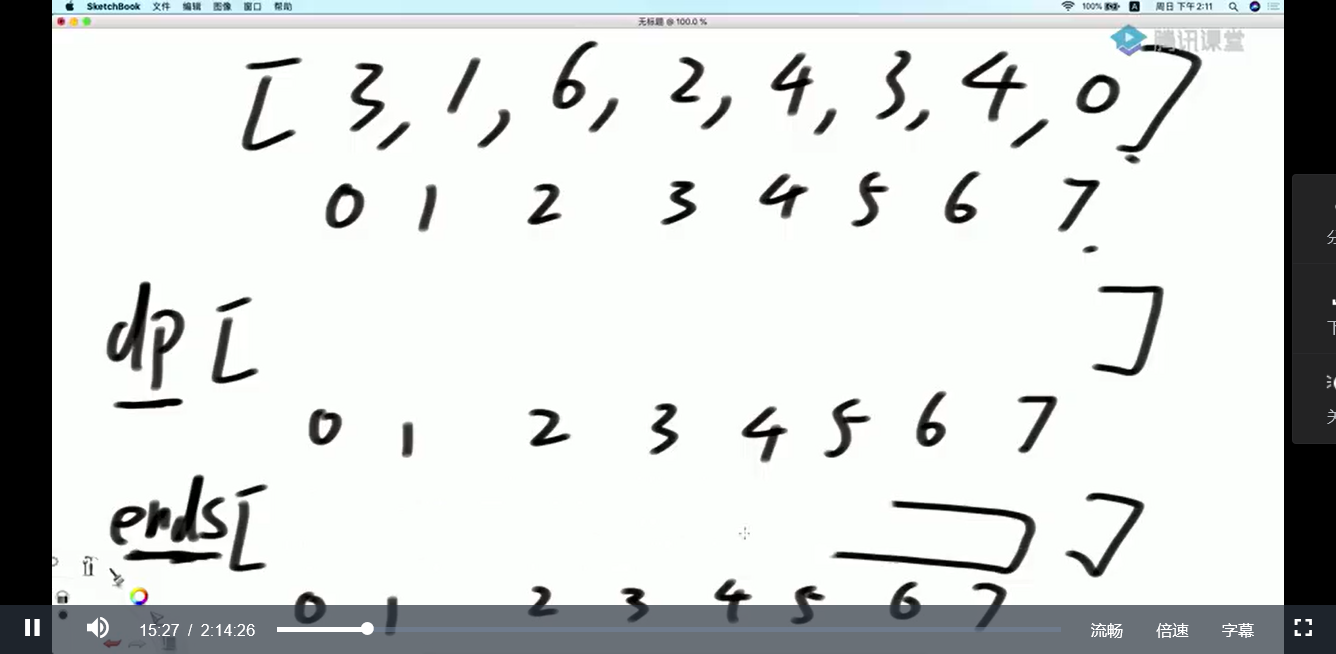 SketchBook 文件 编辑 图像 窗口 帮助 100% A 周日 下午 2:11
无标题 @ 100.0 %
腾讯课堂
[ 3, 1, 6, 2, 4, 3, 4, 0 ]
0 1 2 3 4 5 6 7
dp [ ]
0 1 2 3 4 5 6 7
ends [ ]
0 1 2 3 4 5 6 7
15:27 / 2:14:26 流畅 倍速 字幕